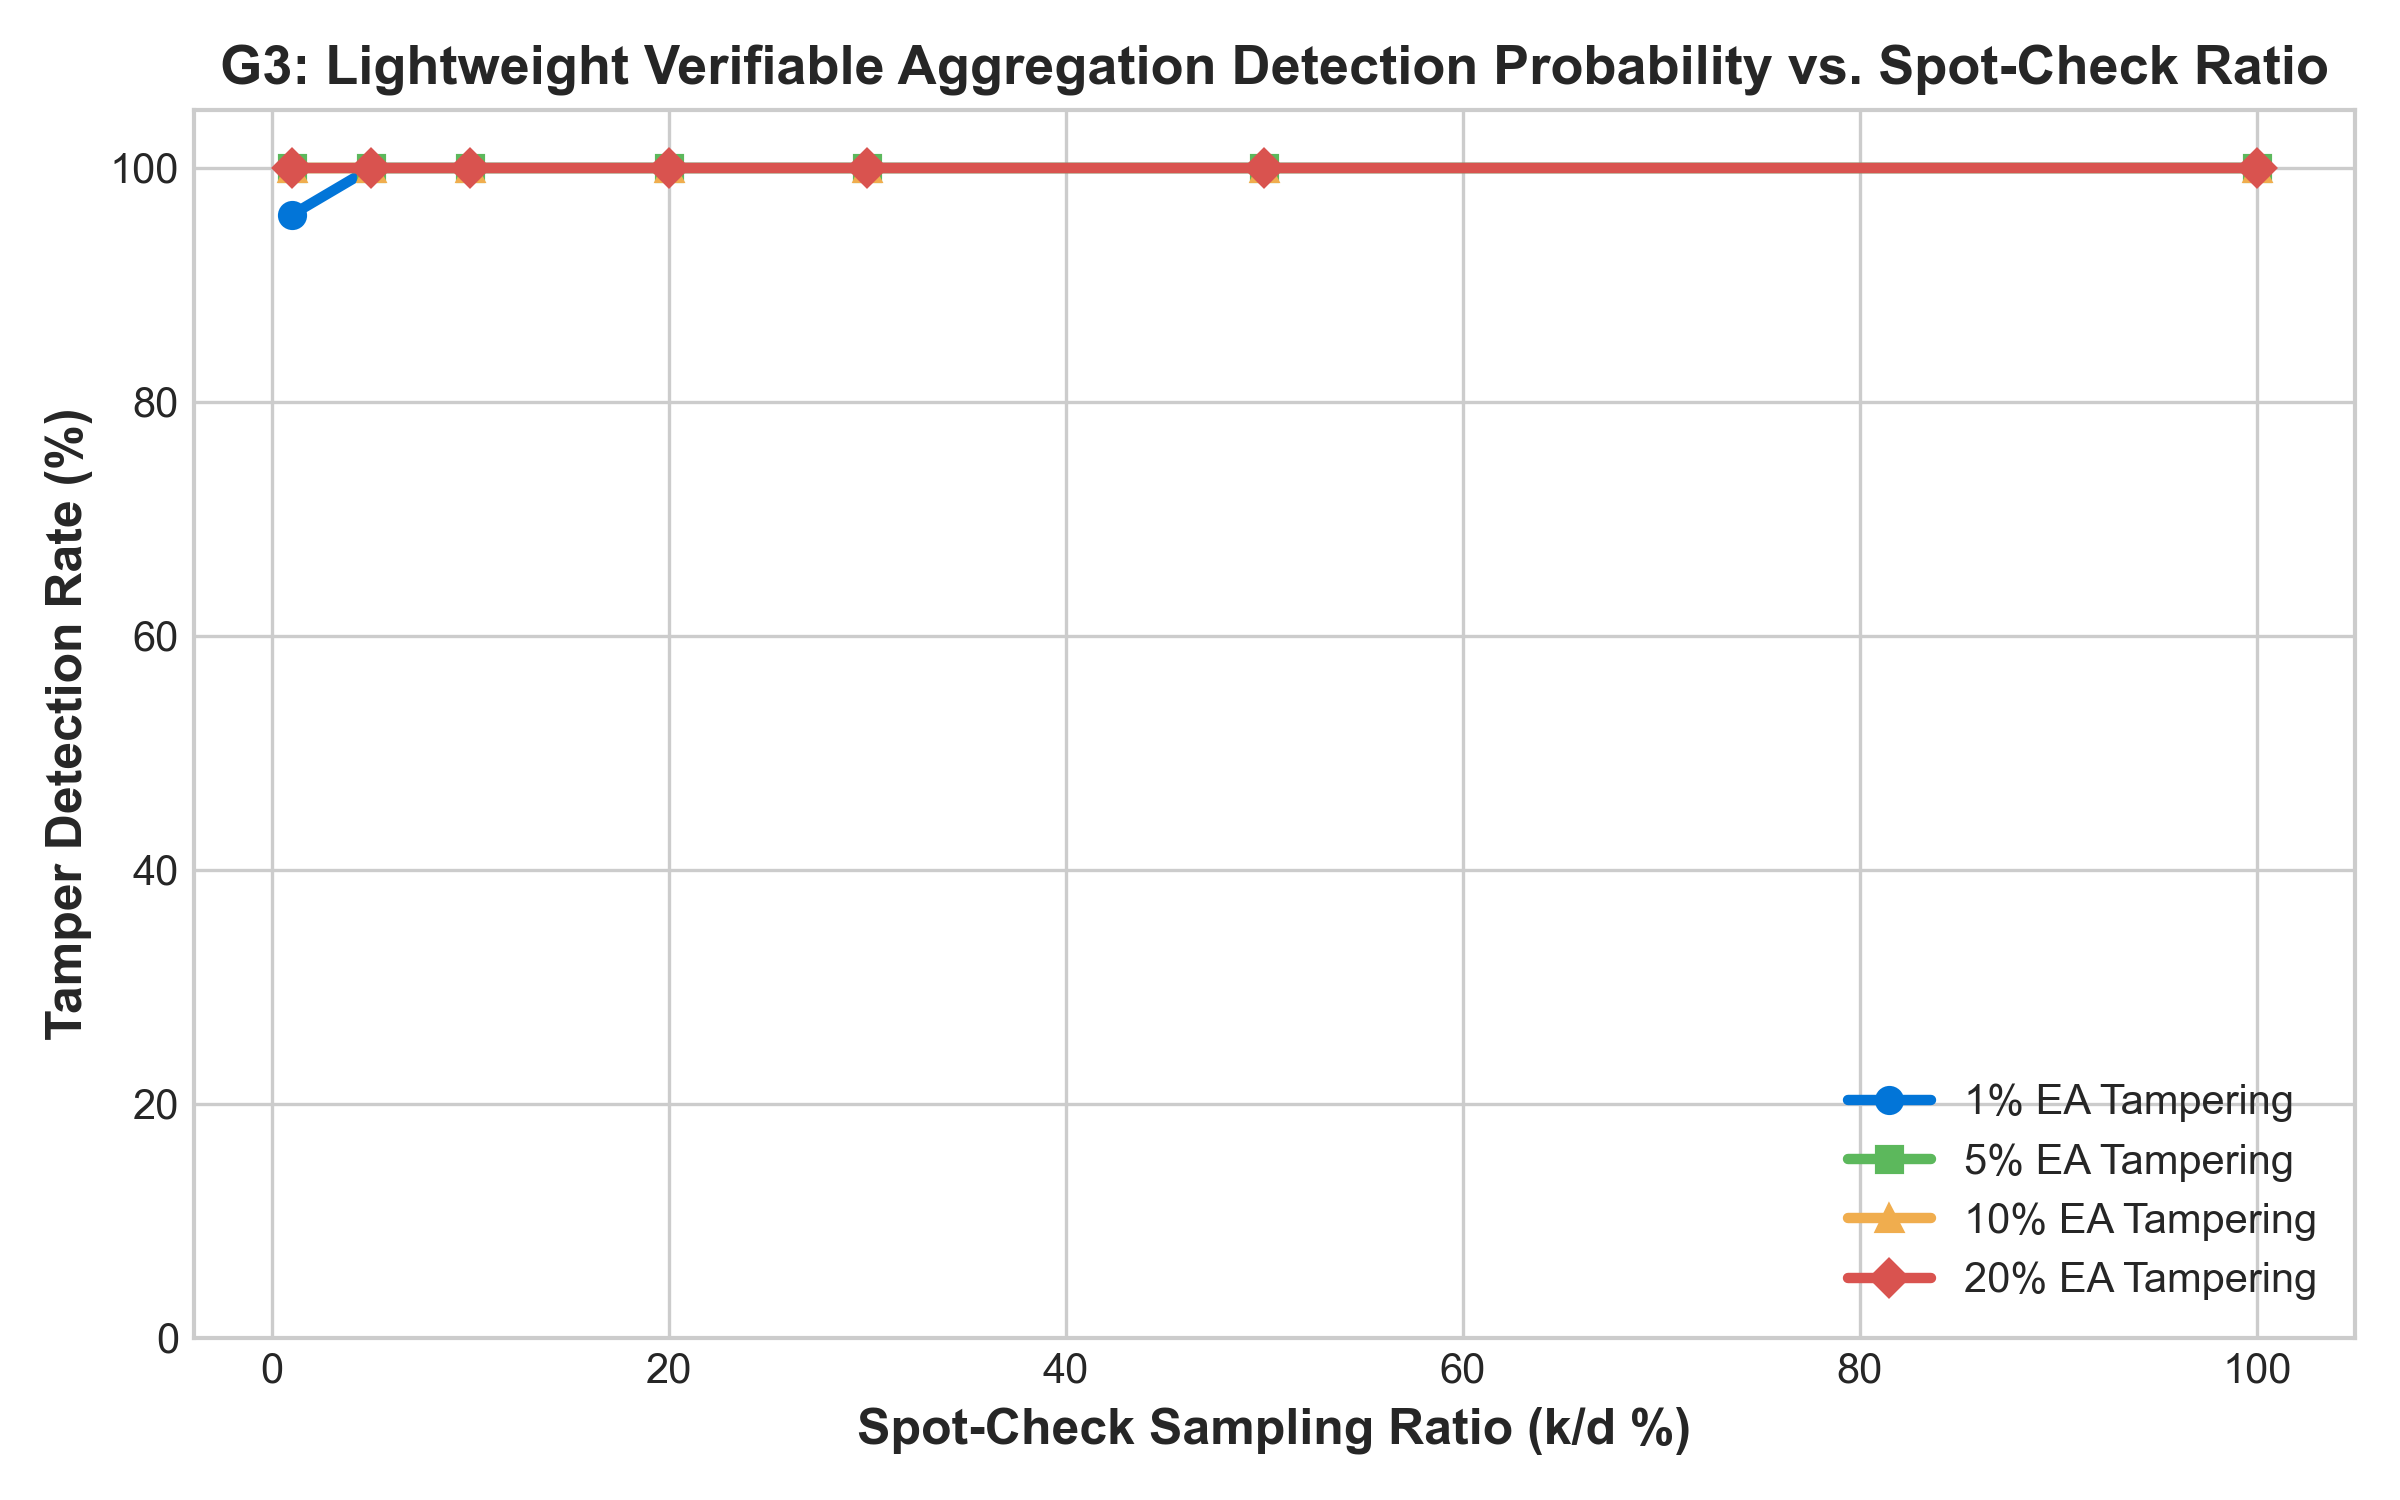 G3: Lightweight Verifiable Aggregation Detection Probability vs. Spot-Check Ratio
Tamper Detection Rate (%)
100
80
60
40
20
0
1% EA Tampering
5% EA Tampering
10% EA Tampering
20% EA Tampering
0 20 40 60 80 100
Spot-Check Sampling Ratio (k/d %)